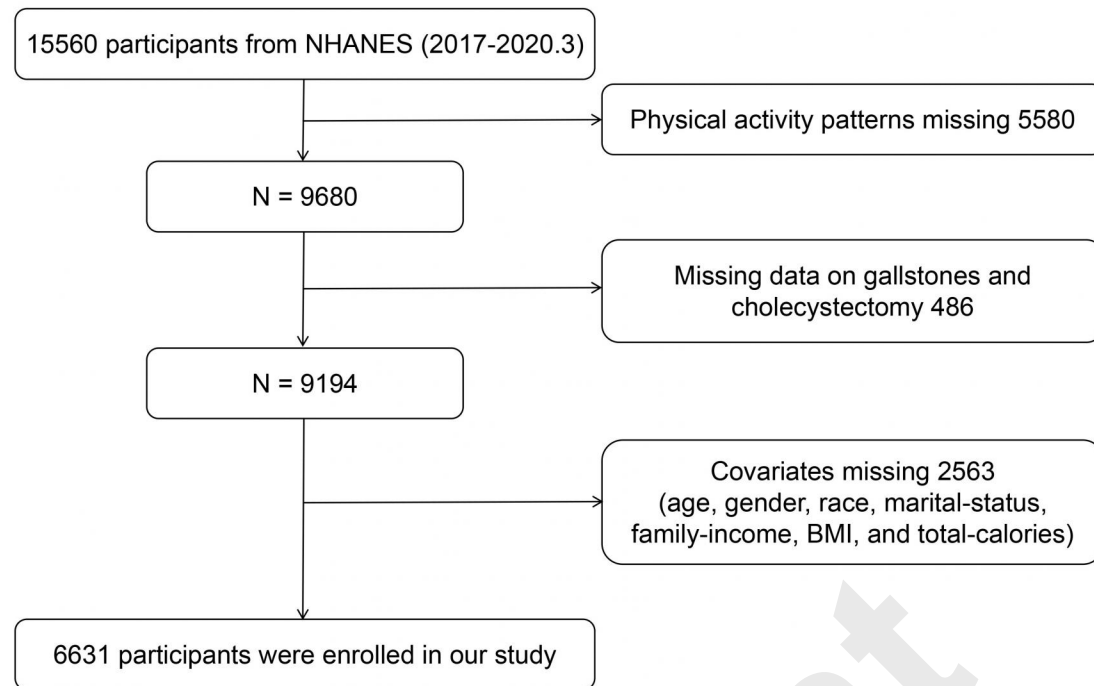 15560 participants from NHANES (2017-2020.3)
Physical activity patterns missing 5580
N = 9680
Missing data on gallstones and
cholecystectomy 486
N = 9194
Covariates missing 2563
(age, gender, race, marital-status,
family-income, BMI, and total-calories)
6631 participants were enrolled in our study